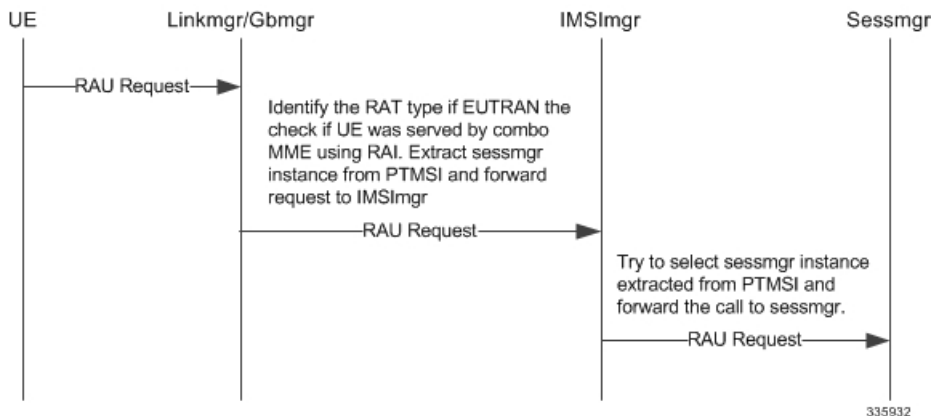 UE
Linkmgr/Gbmgr
IMSImgr
Sessmgr
RAU Request
Identify the RAT type if EUTRAN the
check if UE was served by combo
MME using RAI. Extract sessmgr
instance from PTMSI and forward
request to IMSImgr
RAU Request
Try to select sessmgr instance
extracted from PTMSI and
forward the call to sessmgr.
RAU Request
335932